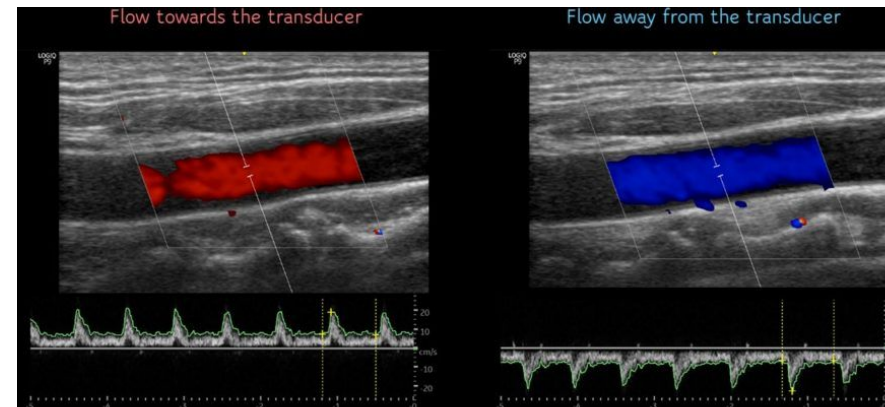 Flow towards the transducer
Flow away from the transducer
LOGIQ
P9
LOGIQ
P9
20
10
cm/s
-10
-20